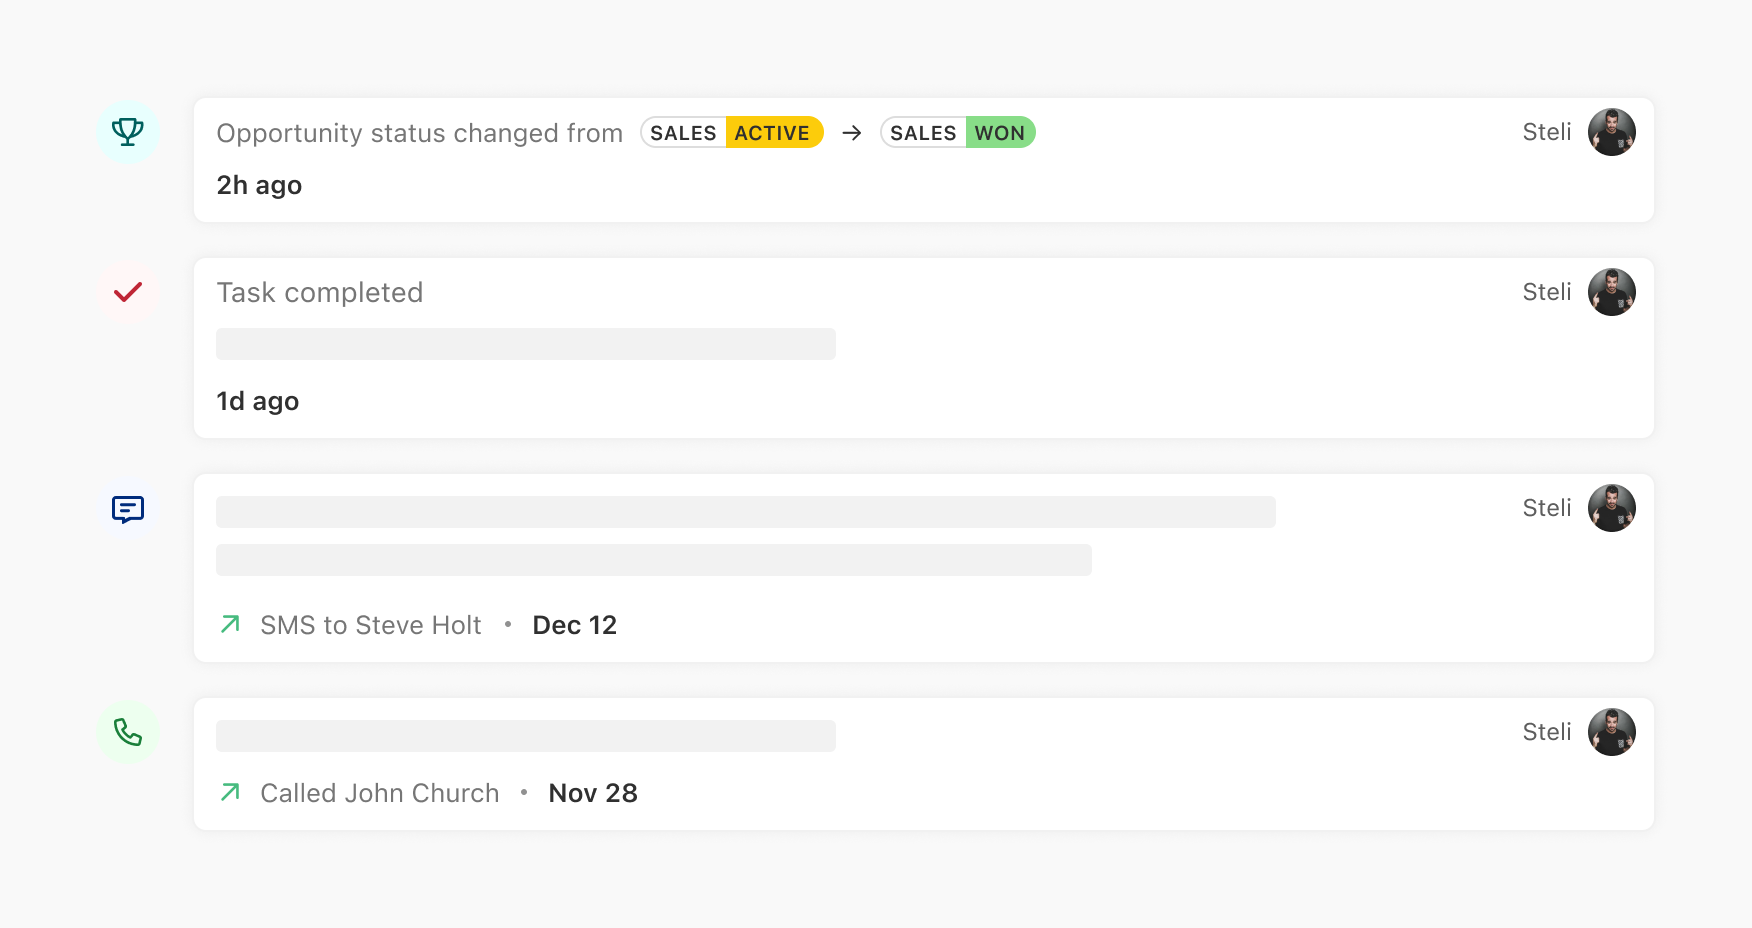 Opportunity status changed from SALES ACTIVE → SALES WON Steli
2h ago
Task completed Steli
1d ago
Steli
SMS to Steve Holt • Dec 12
Steli
Called John Church • Nov 28